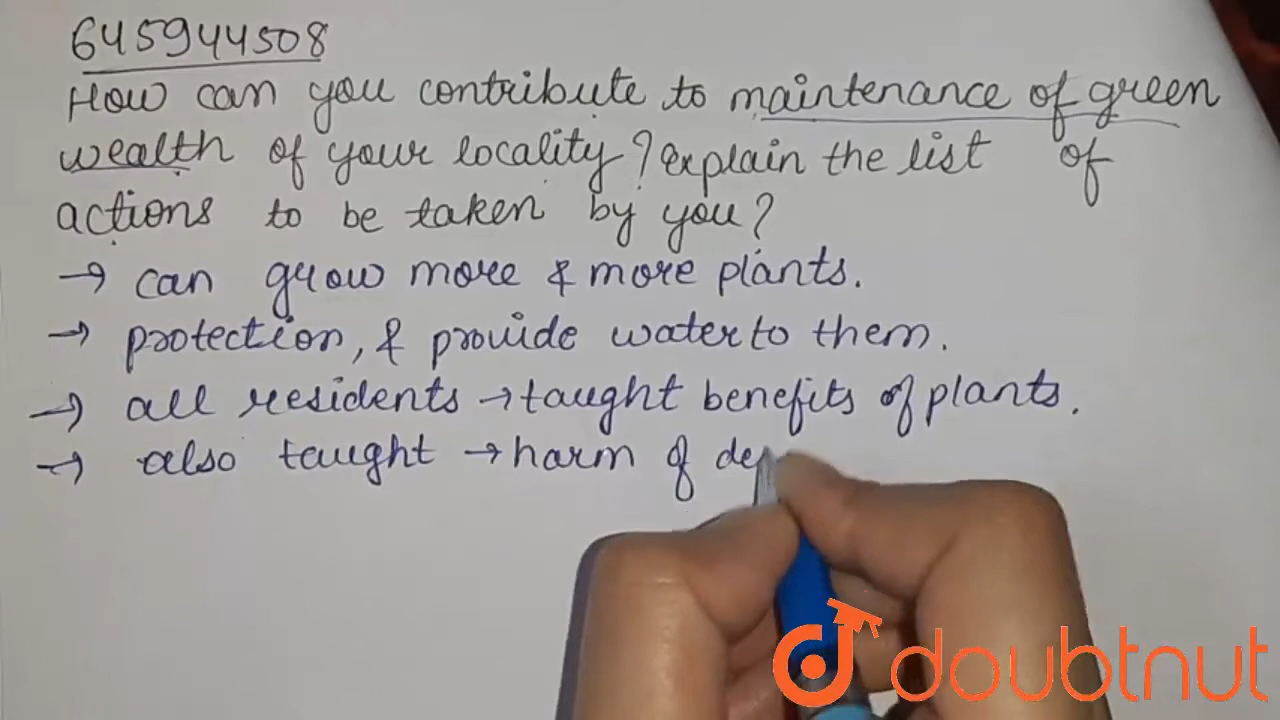 645944508
How can you contribute to maintenance of green
wealth of your locality? Explain the list of
actions to be taken by you?
→ can grow more & more plants.
→ protection, & provide water to them.
→ all residents → taught benefits of plants.
→ also taught → harm of de
doubtnut